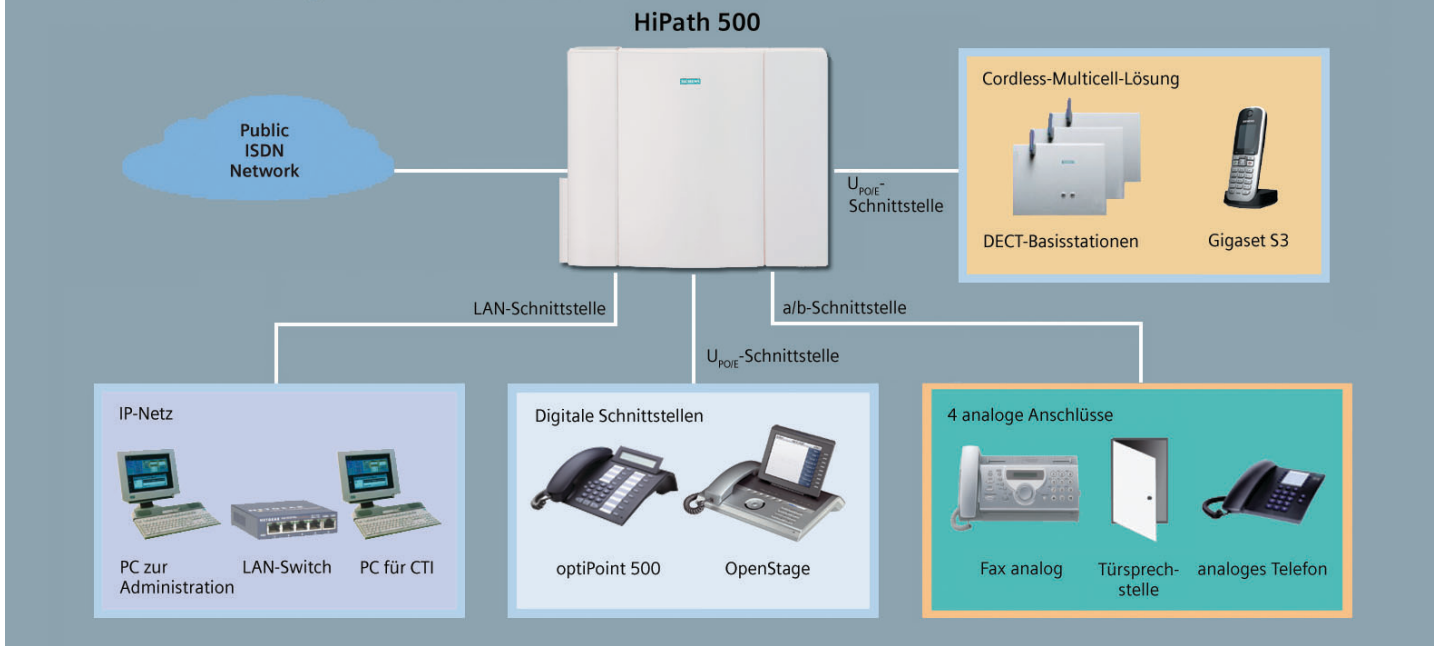 HiPath 500
SIEMENS
Public
ISDN
Network
Cordless-Multicell-Lösung
DECT-Basisstationen
Gigaset S3
UPO/E-
Schnittstelle
LAN-Schnittstelle
UPO/E-Schnittstelle
a/b-Schnittstelle
IP-Netz
NETGEAR
PC zur
Administration
LAN-Switch
PC für CTI
Digitale Schnittstellen
optiPoint 500
OpenStage
4 analoge Anschlüsse
Fax analog
Türsprech-
stelle
analoges Telefon